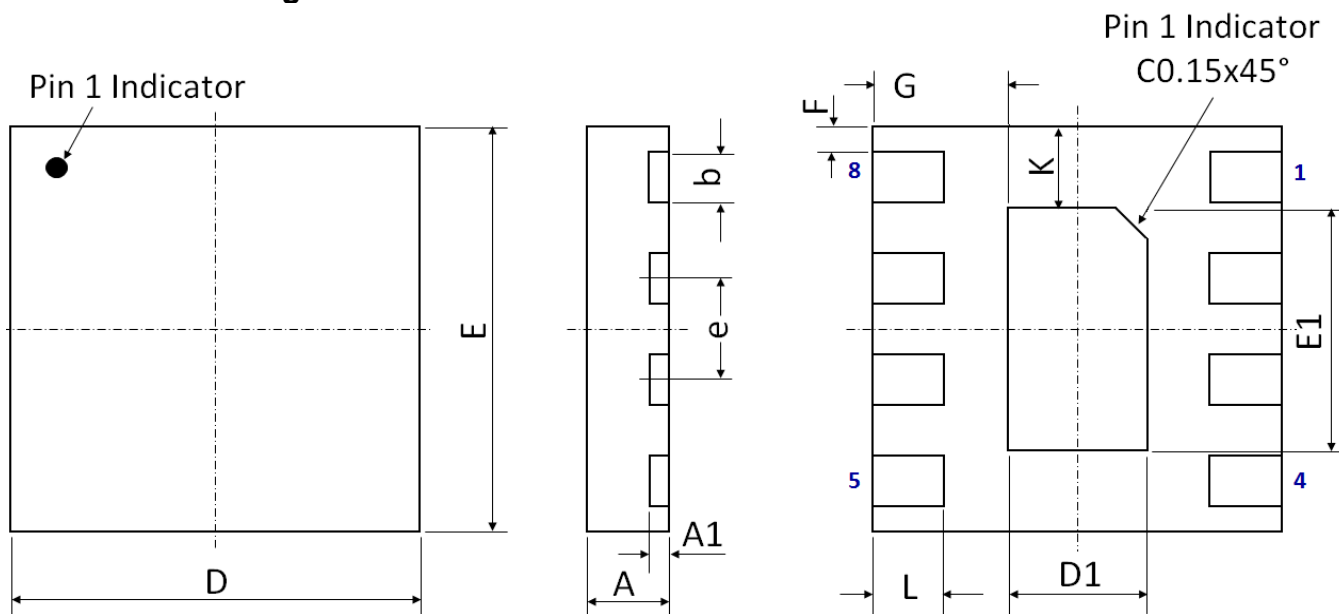 Pin 1 Indicator
Pin 1 Indicator
C0.15x45°
G
F
8
K
1
b
E
e
E1
5
4
A1
D
A
L
D1